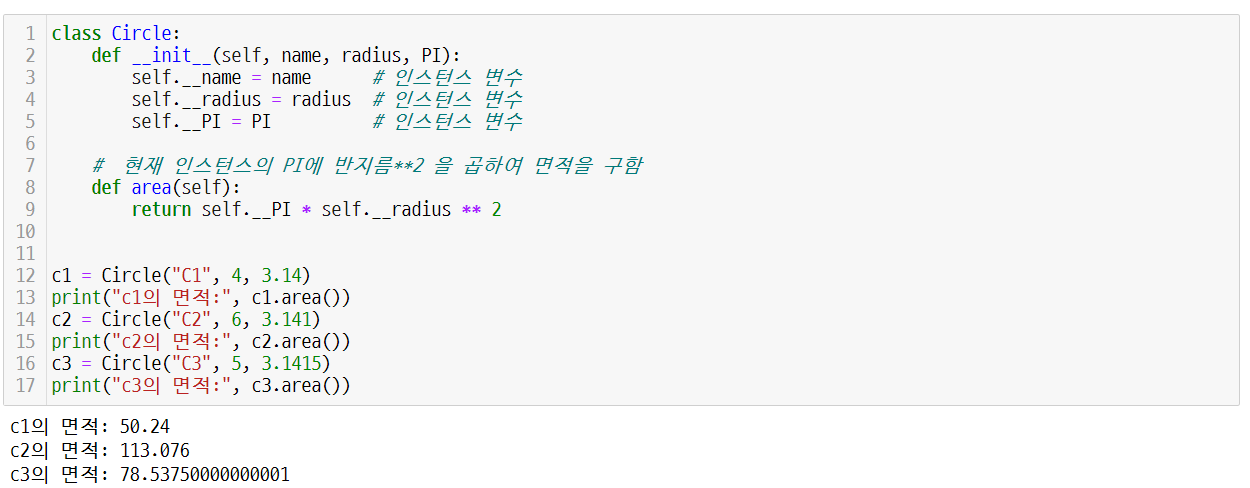 1 class Circle:
2     def __init__(self, name, radius, PI):
3         self.__name = name      # 인스턴스 변수
4         self.__radius = radius  # 인스턴스 변수
5         self.__PI = PI          # 인스턴스 변수
6
7     #  현재 인스턴스의 PI에 반지름**2 을 곱하여 면적을 구함
8     def area(self):
9         return self.__PI * self.__radius ** 2
10
11
12 c1 = Circle("C1", 4, 3.14)
13 print("c1의 면적:", c1.area())
14 c2 = Circle("C2", 6, 3.141)
15 print("c2의 면적:", c2.area())
16 c3 = Circle("C3", 5, 3.1415)
17 print("c3의 면적:", c3.area())
c1의 면적: 50.24
c2의 면적: 113.076
c3의 면적: 78.53750000000001